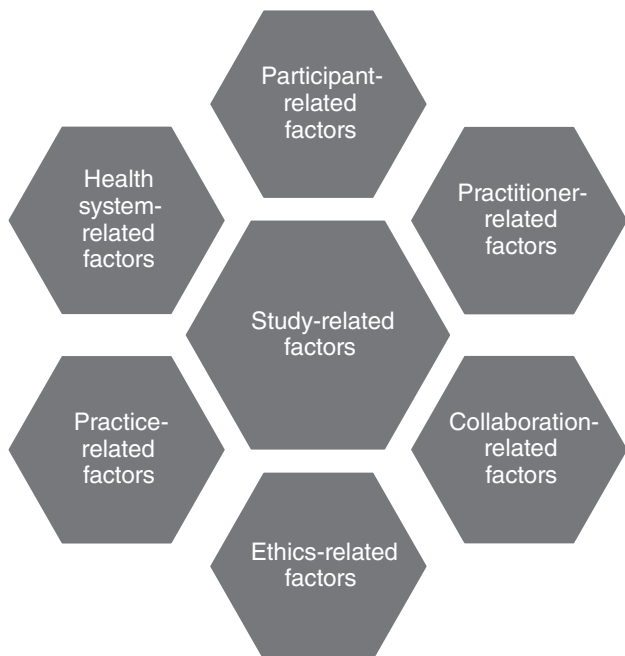 Participant-
related
factors
Health
system-
related
factors
Practitioner-
related
factors
Study-related
factors
Practice-
related
factors
Collaboration-
related
factors
Ethics-related
factors